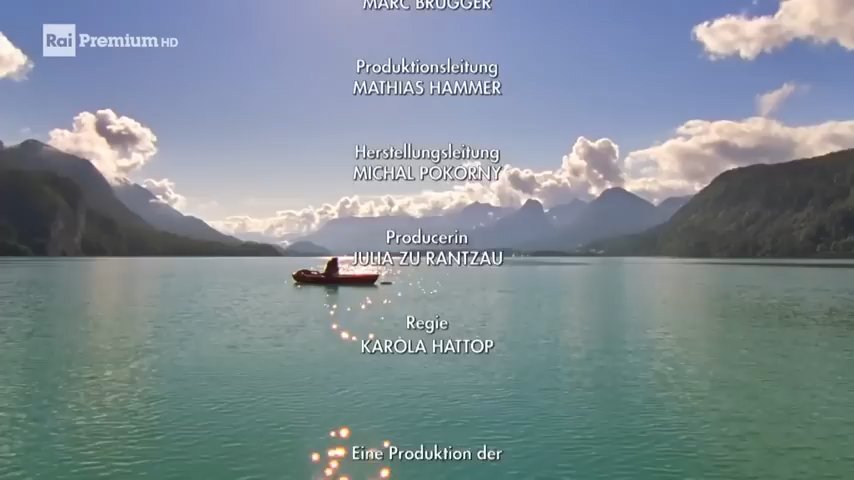 MARC BRUGGER
Rai Premium HD
Produktionsleitung
MATHIAS HAMMER
Herstellungsleitung
MICHAL POKORNY
Producerin
JULIA ZU RANTZAU
Regie
KAROLA HATTOP
Eine Produktion der